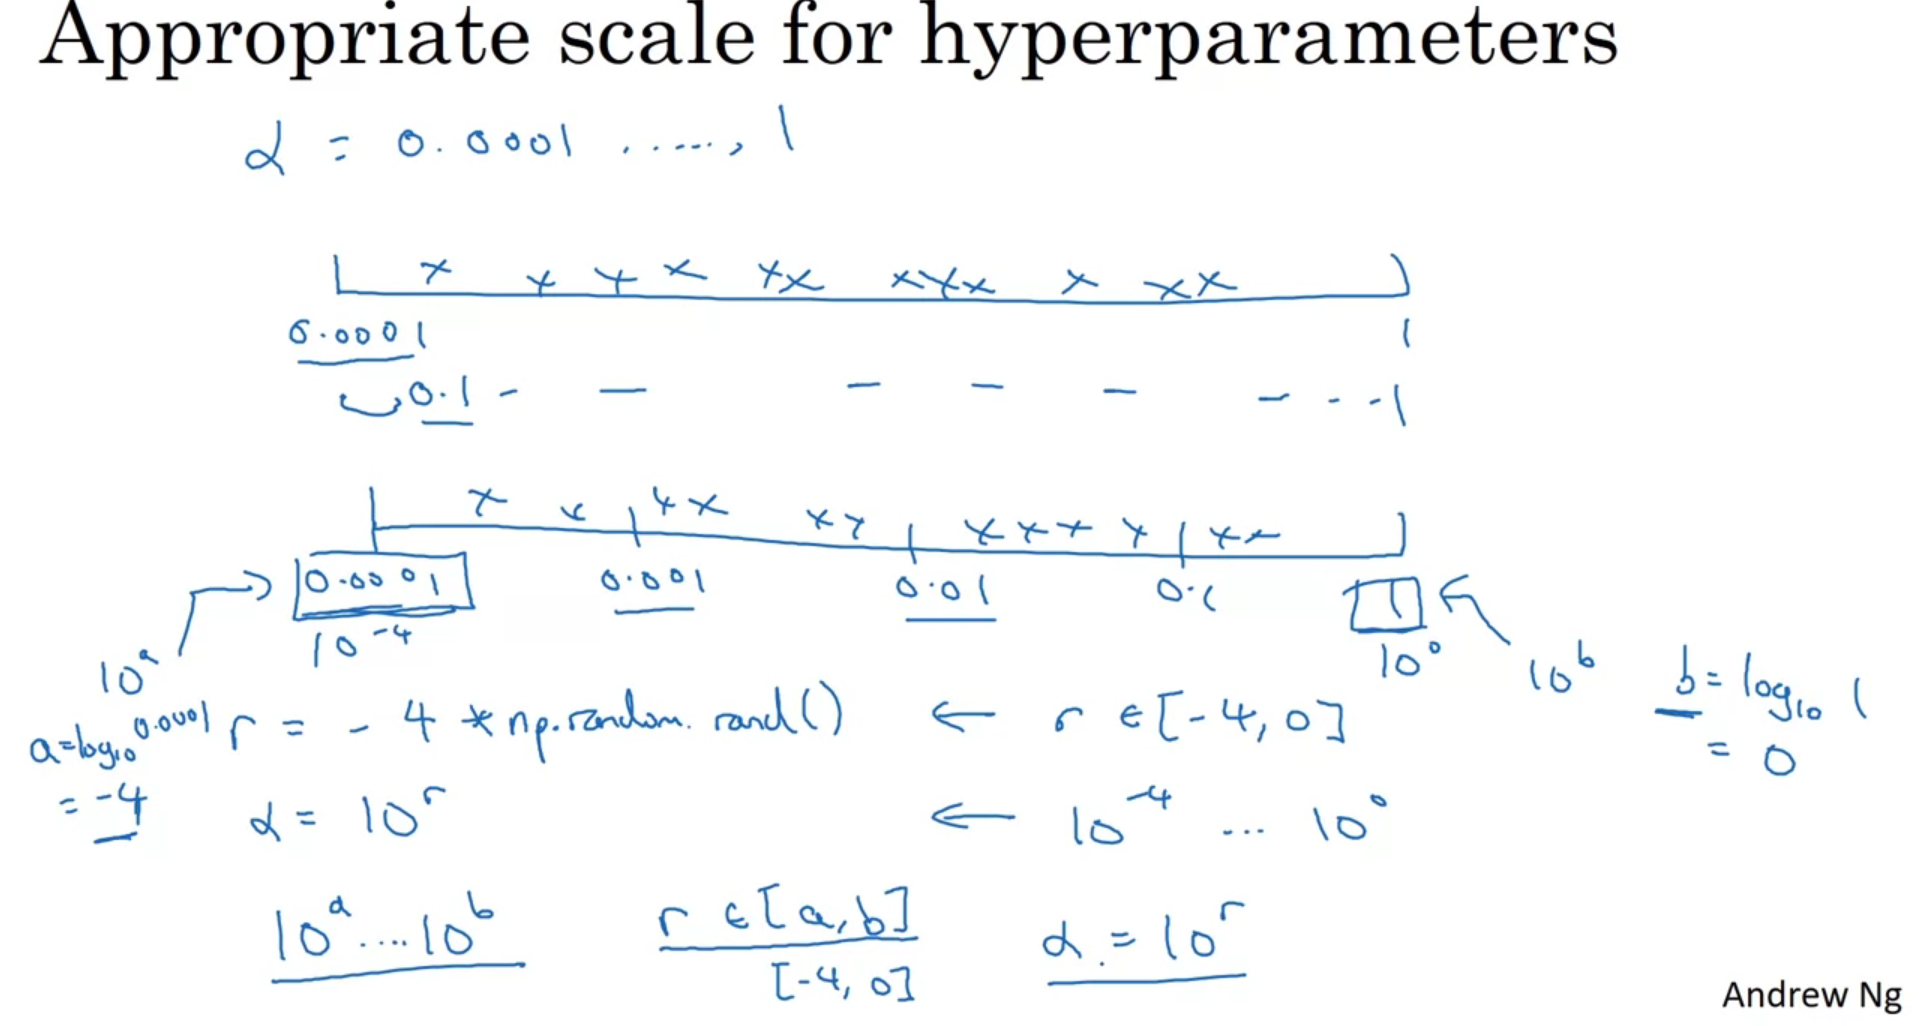 Appropriate scale for hyperparameters
α = 0.0001 ....., 1
0.0001 1
0.1 - — — — — - - - 1
0.0001 0.001 0.01 0.1 1
10^-4 10^0
10^a 10^b b = log₁₀ 1
= 0
a = log₁₀ 0.0001
= -4
r = - 4 * np.random.rand() ← r ∈ [-4, 0]
α = 10^r ← 10^-4 ... 10^0
10^a .... 10^b r ∈ [a, b] α = 10^r
[-4, 0]
Andrew Ng